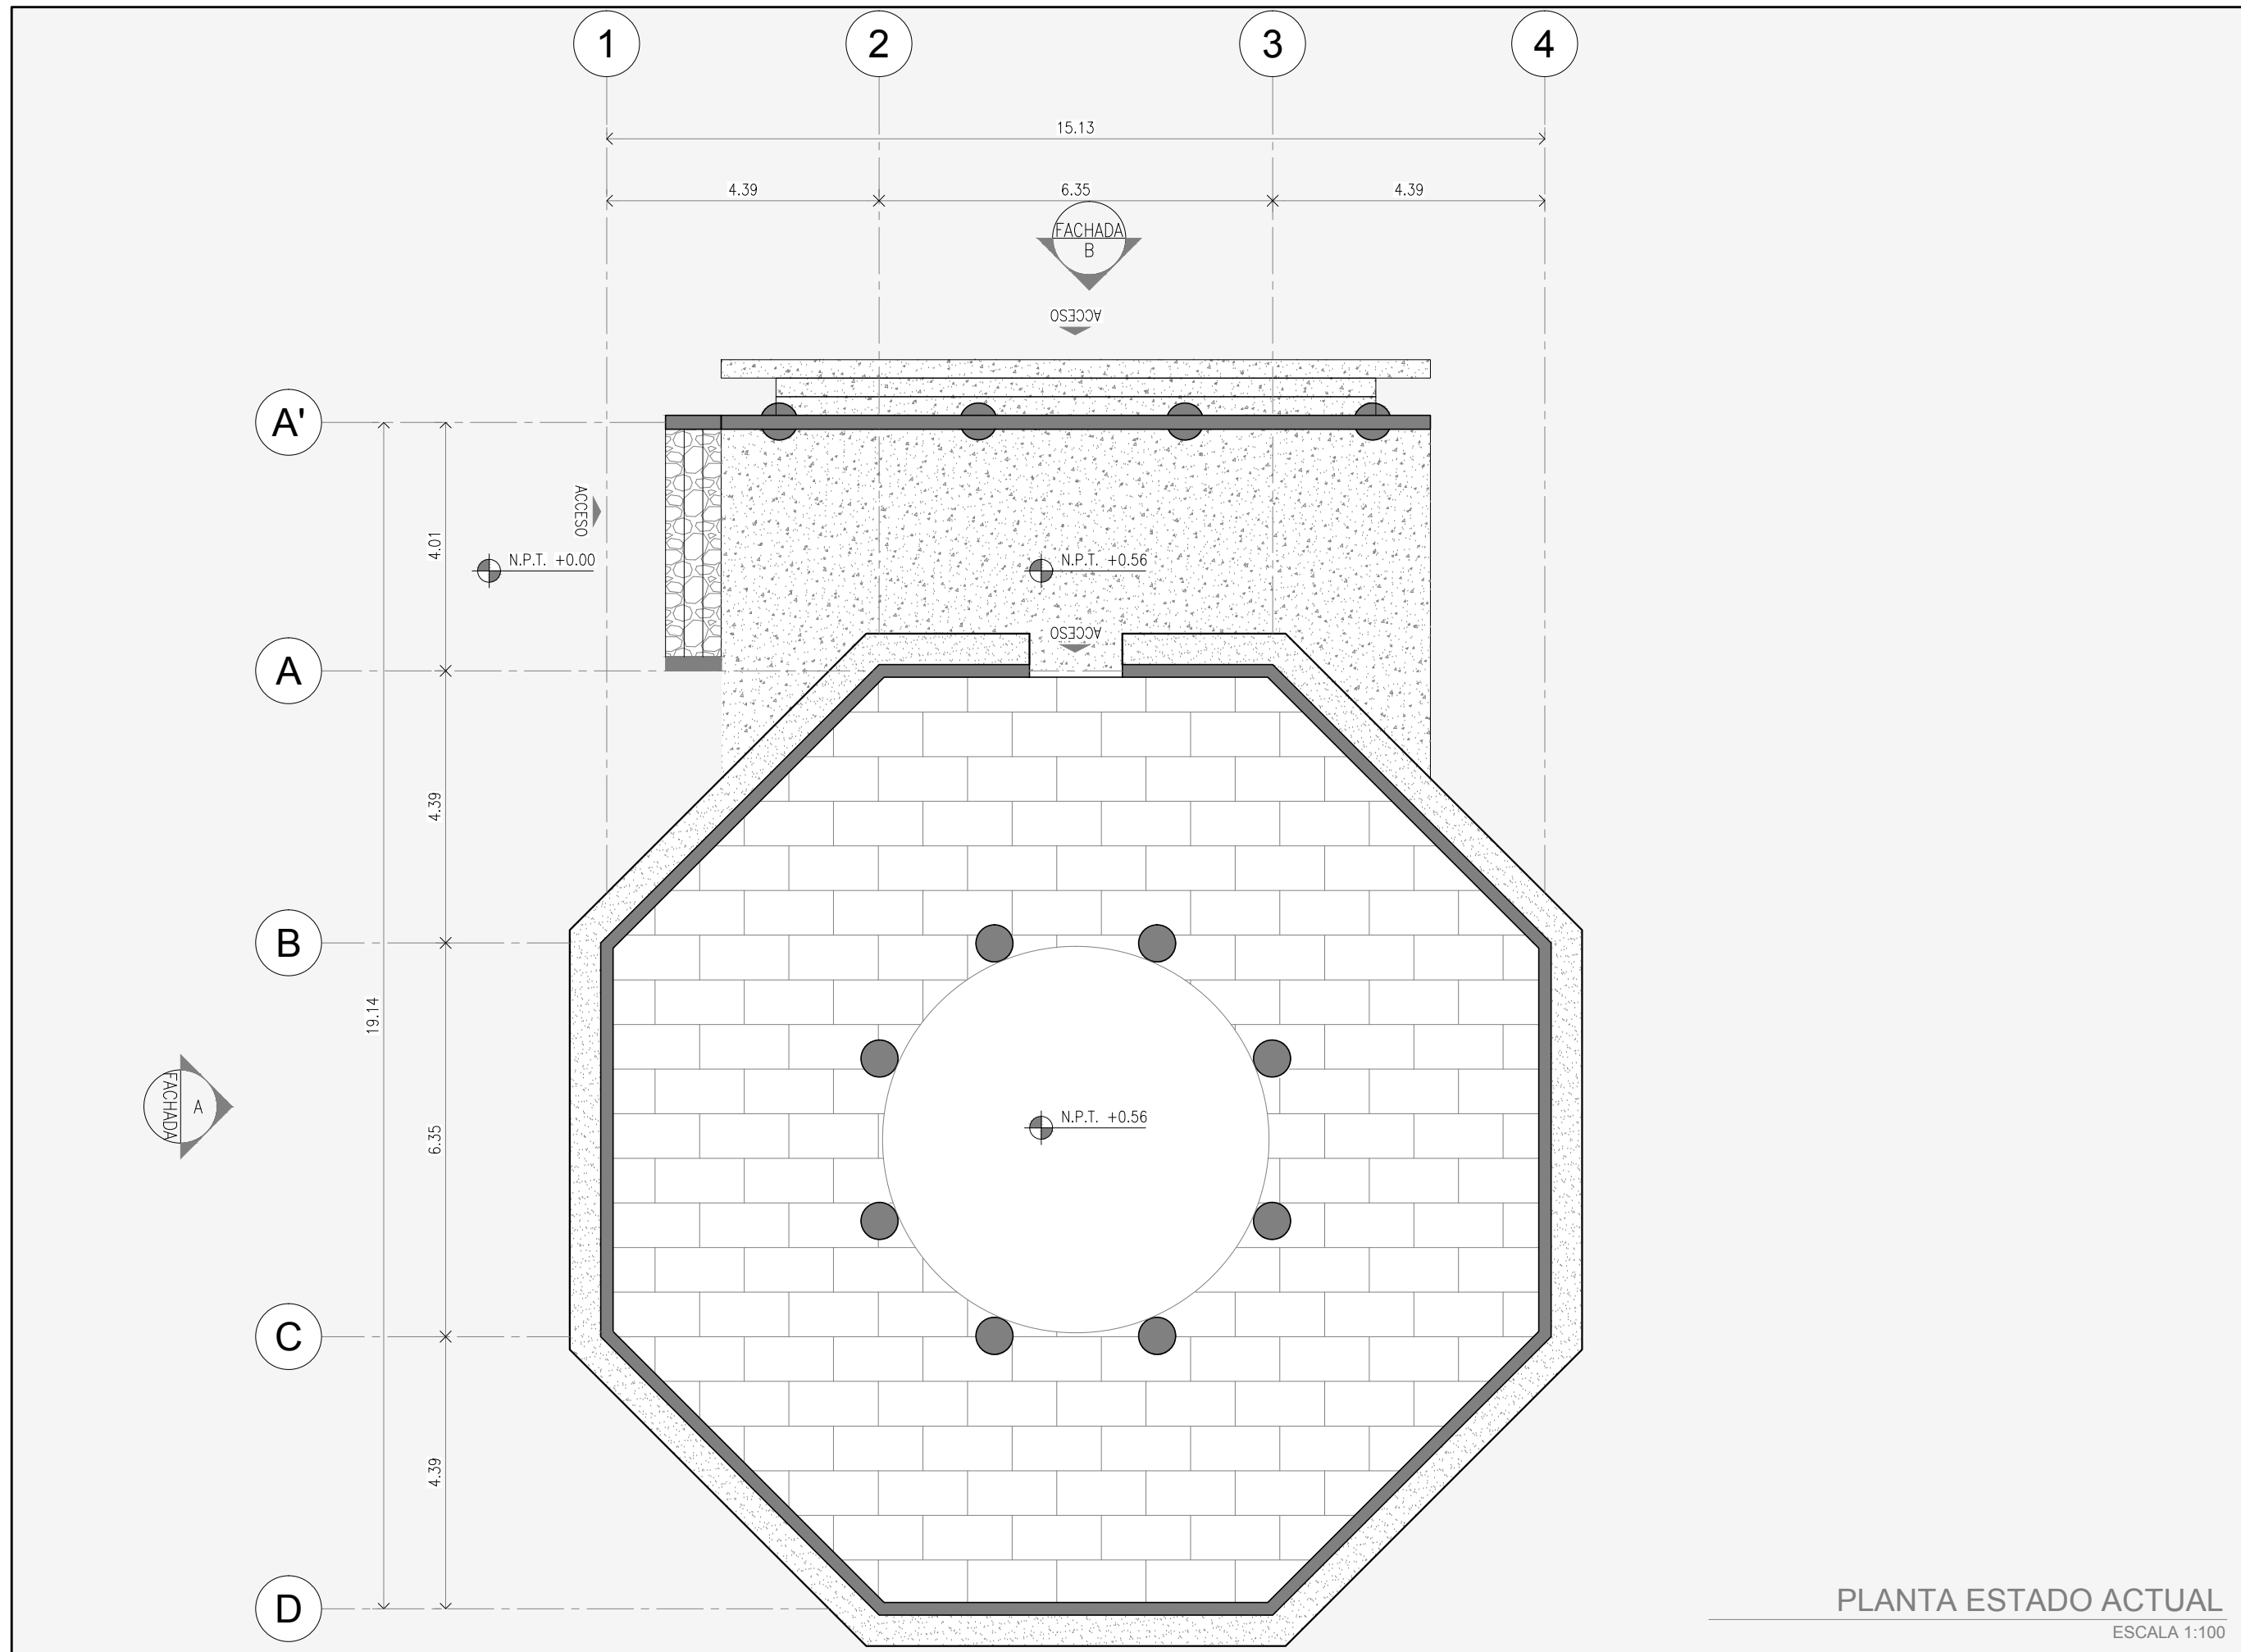 1
2
3
4
15.13
4.39
6.35
4.39
FACHADA
B
ACCESO
A'
ACCESO
4.01
N.P.T. +0.00
N.P.T. +0.56
ACCESO
A
4.39
B
19.14
FACHADA
A
6.35
N.P.T. +0.56
C
4.39
D
PLANTA ESTADO ACTUAL
ESCALA 1:100